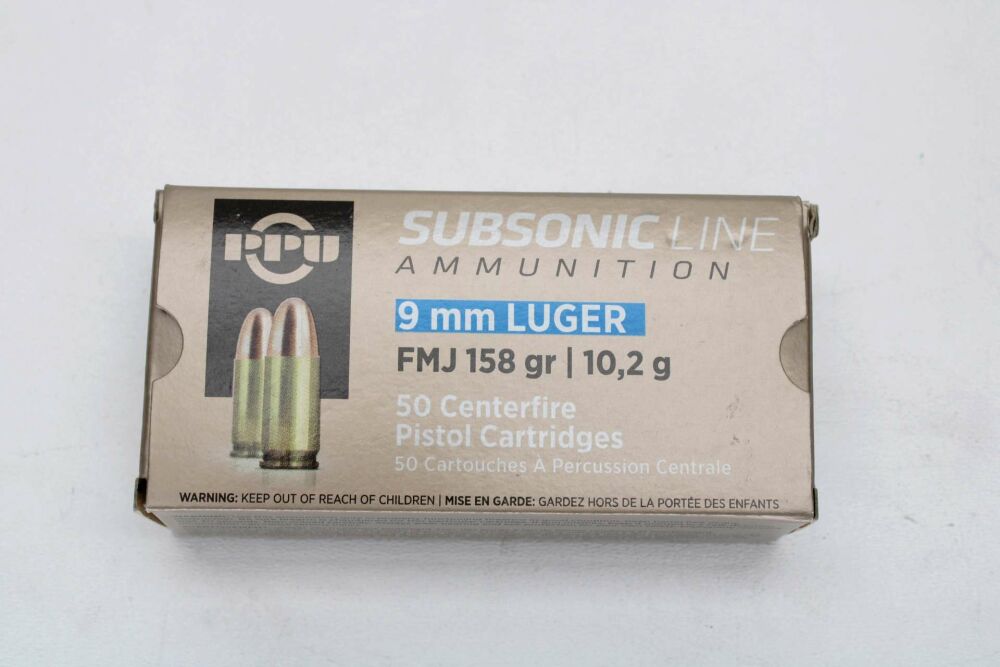 PPU
SUBSONIC LINE
AMMUNITION
9 mm LUGER
FMJ 158 gr | 10,2 g
50 Centerfire
Pistol Cartridges
50 Cartouches À Percussion Centrale
WARNING: KEEP OUT OF REACH OF CHILDREN | MISE EN GARDE: GARDEZ HORS DE LA PORTÉE DES ENFANTS